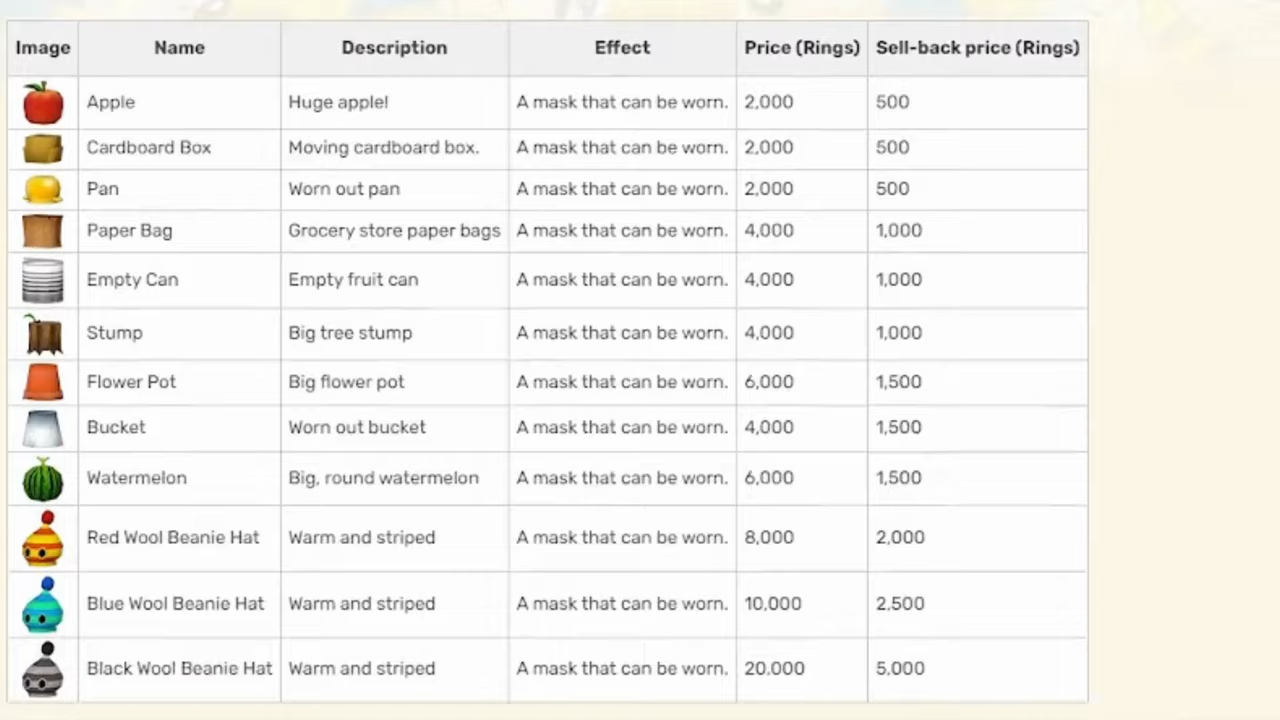 Image Name Description Effect Price (Rings) Sell-back price (Rings)
Apple Huge apple! A mask that can be worn. 2,000 500
Cardboard Box Moving cardboard box. A mask that can be worn. 2,000 500
Pan Worn out pan A mask that can be worn. 2,000 500
Paper Bag Grocery store paper bags A mask that can be worn. 4,000 1,000
Empty Can Empty fruit can A mask that can be worn. 4,000 1,000
Stump Big tree stump A mask that can be worn. 4,000 1,000
Flower Pot Big flower pot A mask that can be worn. 6,000 1,500
Bucket Worn out bucket A mask that can be worn. 4,000 1,500
Watermelon Big, round watermelon A mask that can be worn. 6,000 1,500
Red Wool Beanie Hat Warm and striped A mask that can be worn. 8,000 2,000
Blue Wool Beanie Hat Warm and striped A mask that can be worn. 10,000 2,500
Black Wool Beanie Hat Warm and striped A mask that can be worn. 20.000 5,000